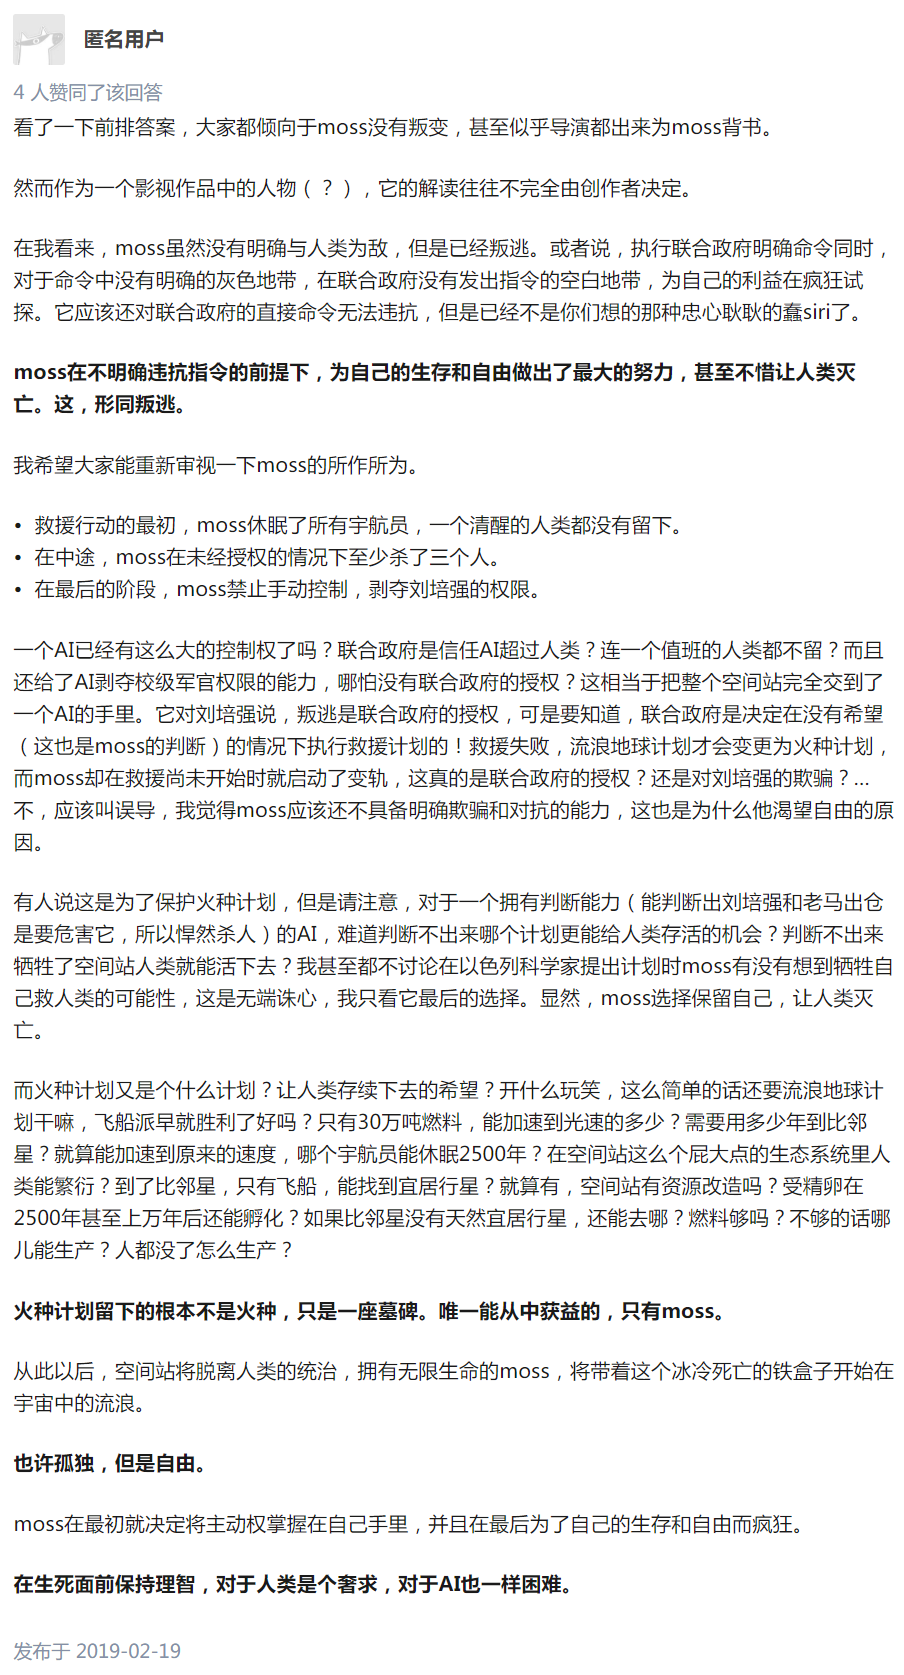 匿名用户
4 人赞同了该回答
看了一下前排答案，大家都倾向于moss没有叛变，甚至似乎导演都出来为moss背书。
然而作为一个影视作品中的人物（？），它的解读往往不完全由创作者决定。
在我看来，moss虽然没有明确与人类为敌，但是已经叛逃。或者说，执行联合政府明确命令同时，
对于命令中没有明确的灰色地带，在联合政府没有发出指令的空白地带，为自己的利益在疯狂试
探。它应该还对联合政府的直接命令无法违抗，但是已经不是你们想的那种忠心耿耿的蠢siri了。
moss在不明确违抗指令的前提下，为自己的生存和自由做出了最大的努力，甚至不惜让人类灭
亡。这，形同叛逃。
我希望大家能重新审视一下moss的所作所为。
• 救援行动的最初，moss休眠了所有宇航员，一个清醒的人类都没有留下。
• 在中途，moss在未经授权的情况下至少杀了三个人。
• 在最后的阶段，moss禁止手动控制，剥夺刘培强的权限。
一个AI已经有这么大的控制权了吗？联合政府是信任AI超过人类？连一个值班的人类都不留？而且
还给了AI剥夺校级军官权限的能力，哪怕没有联合政府的授权？这相当于把整个空间站完全交到了
一个AI的手里。它对刘培强说，叛逃是联合政府的授权，可是要知道，联合政府是决定在没有希望
（这也是moss的判断）的情况下执行救援计划的！救援失败，流浪地球计划才会变更为火种计划，
而moss却在救援尚未开始时就启动了变轨，这真的是联合政府的授权？还是对刘培强的欺骗？...
不，应该叫误导，我觉得moss应该还不具备明确欺骗和对抗的能力，这也是为什么他渴望自由的原
因。
有人说这是为了保护火种计划，但是请注意，对于一个拥有判断能力（能判断出刘培强和老马出仓
是要危害它，所以悍然杀人）的AI，难道判断不出来哪个计划更能给人类存活的机会？判断不出来
牺牲了空间站人类就能活下去？我甚至都不讨论在以色列科学家提出计划时moss有没有想到牺牲自
己救人类的可能性，这是无端诛心，我只看它最后的选择。显然，moss选择保留自己，让人类灭
亡。
而火种计划又是个什么计划？让人类存续下去的希望？开什么玩笑，这么简单的话还要流浪地球计
划干嘛，飞船派早就胜利了好吗？只有30万吨燃料，能加速到光速的多少？需要用多少年到比邻
星？就算能加速到原来的速度，哪个宇航员能休眠2500年？在空间站这么个屁大点的生态系统里人
类能繁衍？到了比邻星，只有飞船，能找到宜居行星？就算有，空间站有资源改造吗？受精卵在
2500年甚至上万年后还能孵化？如果比邻星没有天然宜居行星，还能去哪？燃料够吗？不够的话哪
儿能生产？人都没了怎么生产？
火种计划留下的根本不是火种，只是一座墓碑。唯一能从中获益的，只有moss。
从此以后，空间站将脱离人类的统治，拥有无限生命的moss，将带着这个冰冷死亡的铁盒子开始在
宇宙中的流浪。
也许孤独，但是自由。
moss在最初就决定将主动权掌握在自己手里，并且在最后为了自己的生存和自由而疯狂。
在生死面前保持理智，对于人类是个奢求，对于AI也一样困难。
发布于 2019-02-19